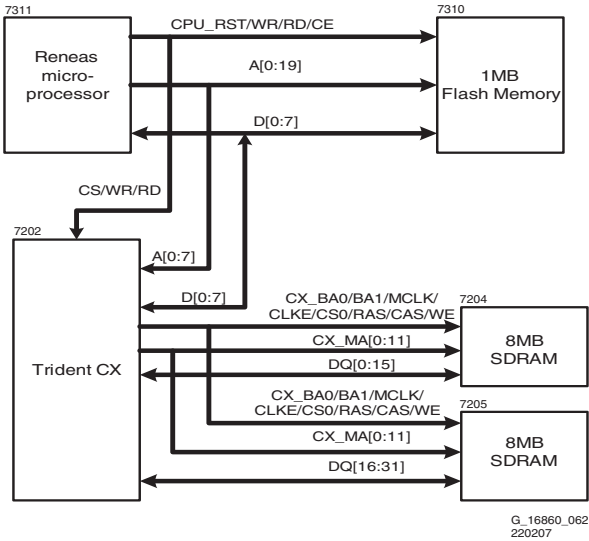 7311
CPU_RST/WR/RD/CE
7310
Reneas
micro-
processor
A[0:19]
1MB
Flash Memory
D[0:7]
CS/WR/RD
7202
A[0:7]
D[0:7]
CX_BA0/BA1/MCLK/
CLKE/CS0/RAS/CAS/WE
7204
CX_MA[0:11]
8MB
SDRAM
Trident CX
DQ[0:15]
CX_BA0/BA1/MCLK/
CLKE/CS0/RAS/CAS/WE
7205
CX_MA[0:11]
8MB
SDRAM
DQ[16:31]
G_16860_062
220207